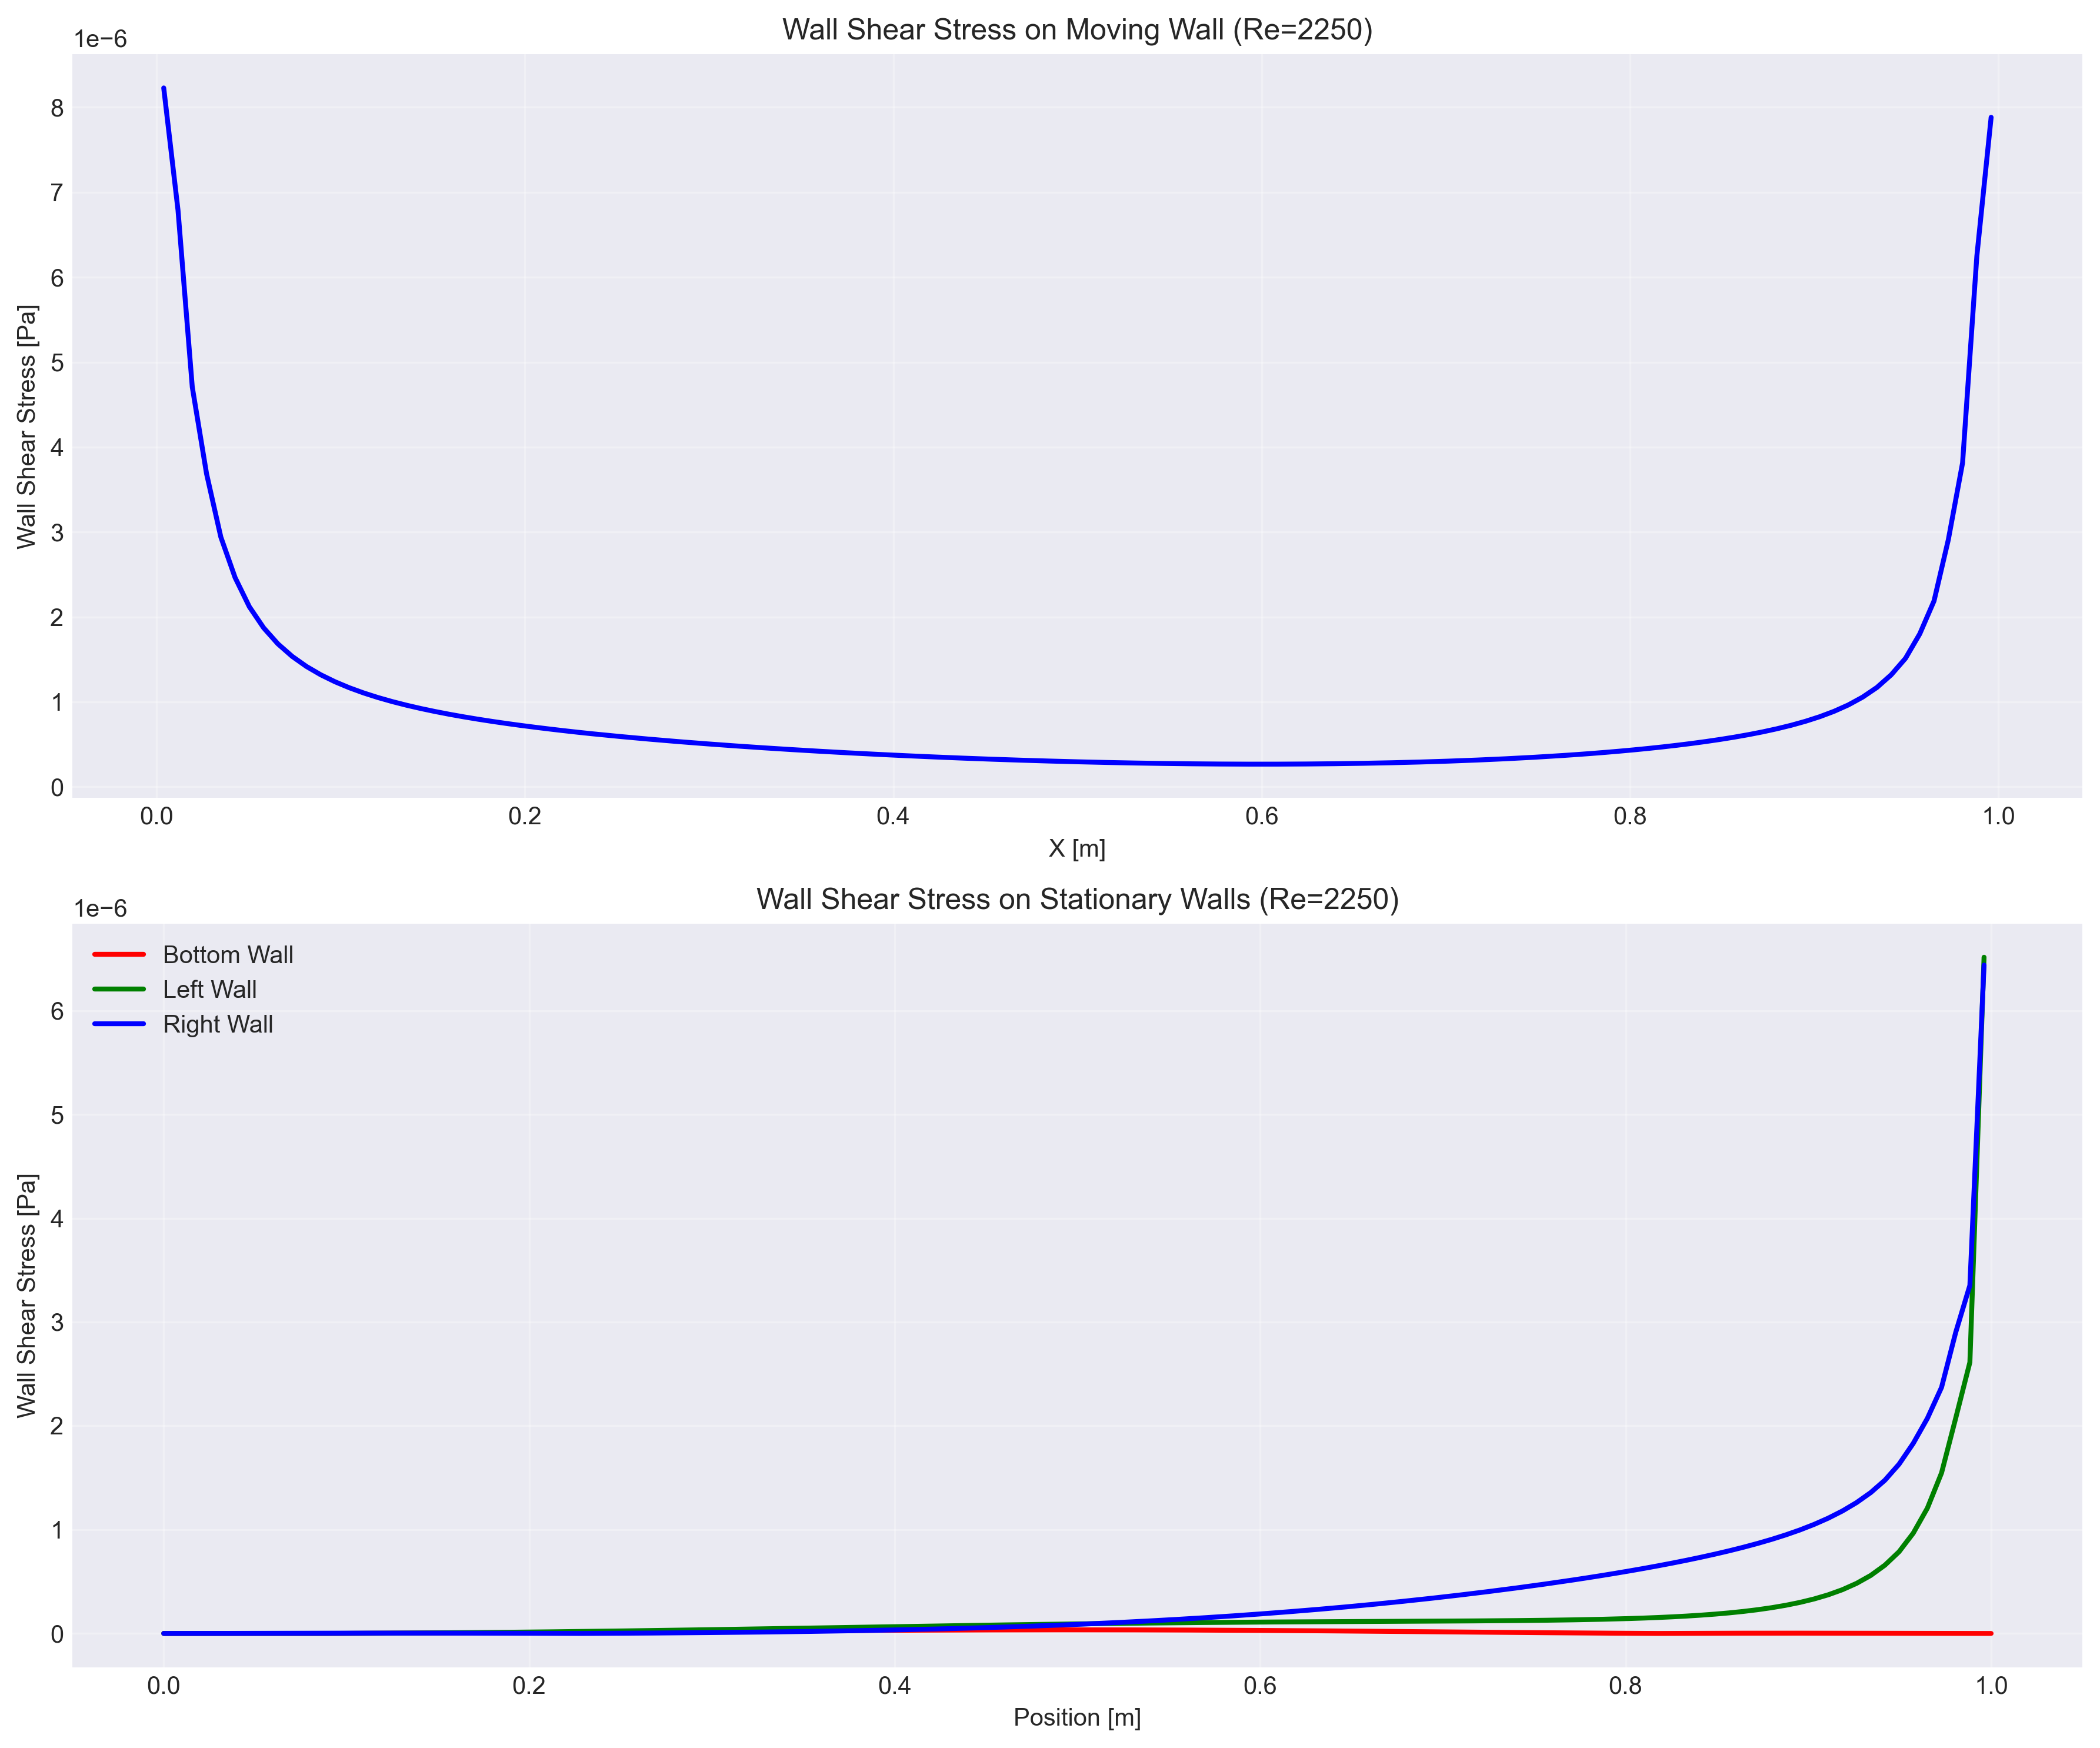 Wall Shear Stress on Moving Wall (Re=2250)
1e−6
8
7
6
5
4
3
2
1
0
Wall Shear Stress [Pa]
0.0 0.2 0.4 0.6 0.8 1.0
X [m]
Wall Shear Stress on Stationary Walls (Re=2250)
1e−6
Bottom Wall
Left Wall
Right Wall
6
5
4
3
2
1
0
Wall Shear Stress [Pa]
0.0 0.2 0.4 0.6 0.8 1.0
Position [m]